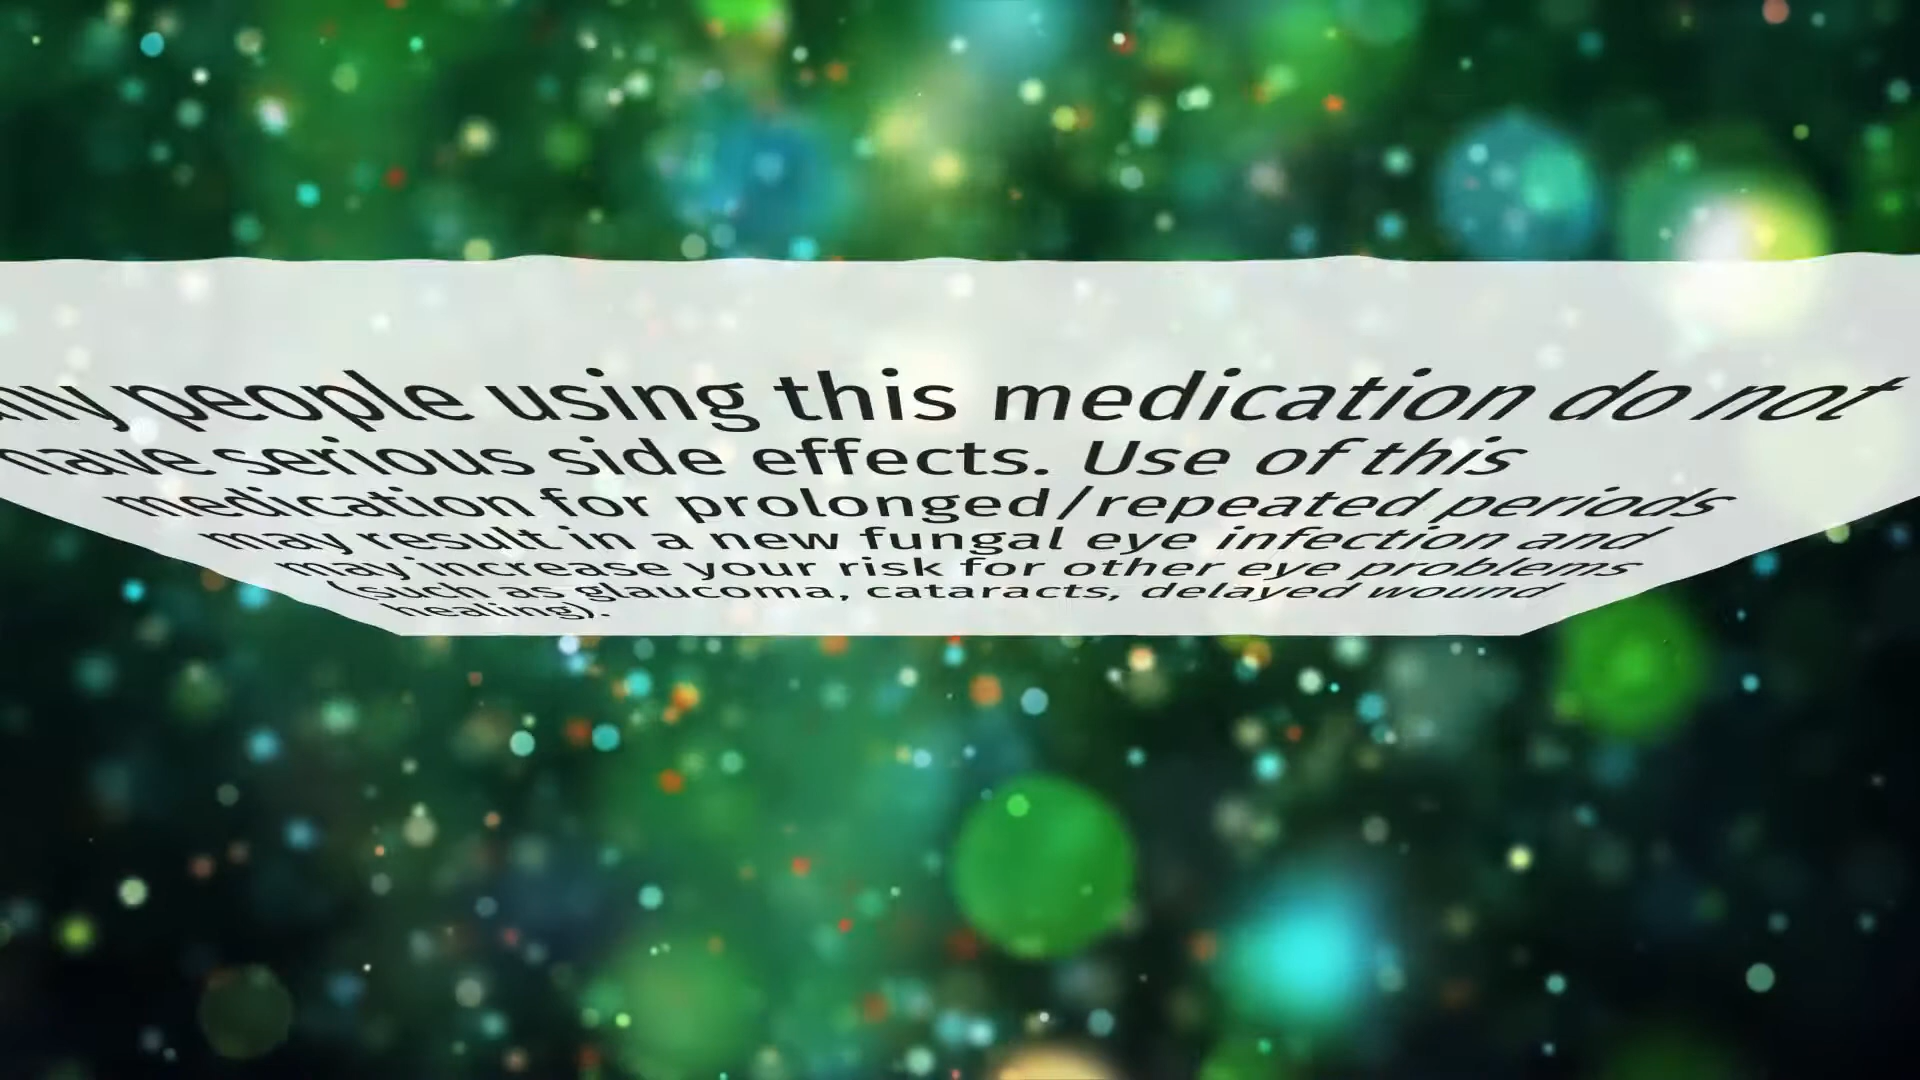 people using this medication do not
have serious side effects. Use of this
medication for prolonged/repeated periods
may result in a new fungal eye infection and
may increase your risk for other eye problems
(such as glaucoma, cataracts, delayed wound
healing).